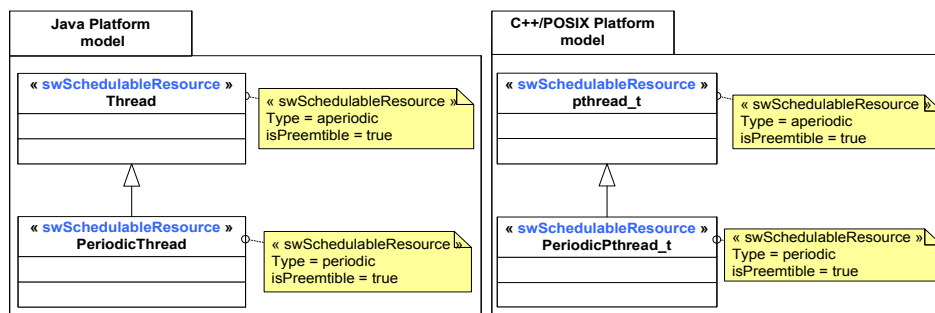 Java Platform
model
« swSchedulableResource »
Thread
« swSchedulableResource »
Type = aperiodic
isPreemtible = true
« swSchedulableResource »
PeriodicThread
« swSchedulableResource »
Type = periodic
isPreemtible = true
C++/POSIX Platform
model
« swSchedulableResource »
pthread_t
« swSchedulableResource »
Type = aperiodic
isPreemtible = true
« swSchedulableResource »
PeriodicPthread_t
« swSchedulableResource »
Type = periodic
isPreemtible = true